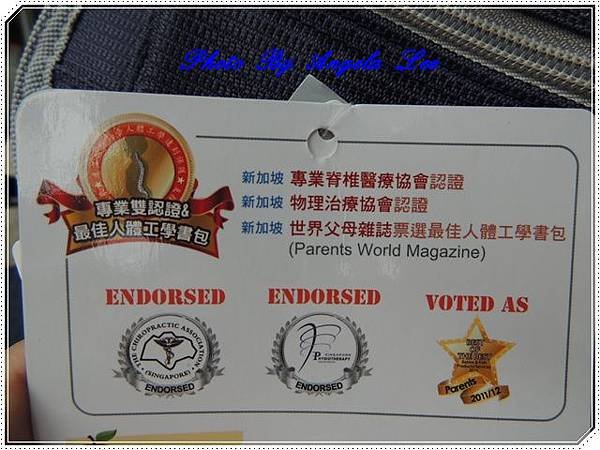 Photo By Angela Lee
專業雙認證&
最佳人體工學書包
新加坡 專業脊椎醫療協會認證
新加坡 物理治療協會認證
新加坡 世界父母雜誌票選最佳人體工學書包
(Parents World Magazine)
ENDORSED
THE CHIROPRACTIC ASSOCIATION
(SINGAPORE)
ENDORSED
ENDORSED
SINGAPORE
PHYSIOTHERAPY
ENDORSED
VOTED AS
BEST
OF
THE BEST
Parents
2011/12